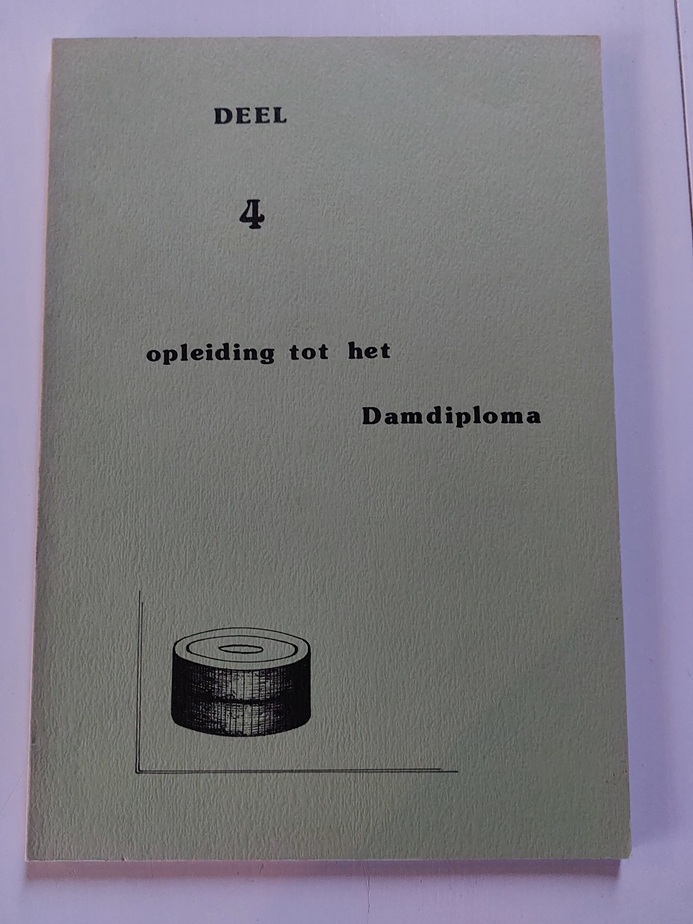 DEEL
4
opleiding tot het
Damdiploma